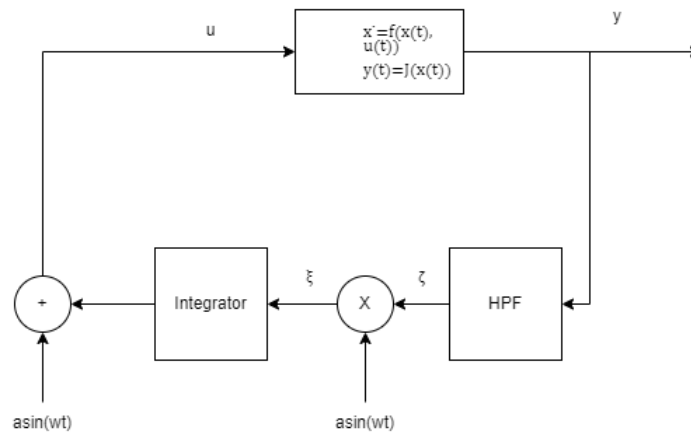 u
x˙=f(x(t),
u(t))
y(t)=J(x(t))
y
+
Integrator
ξ
X
ζ
HPF
asin(wt)
asin(wt)